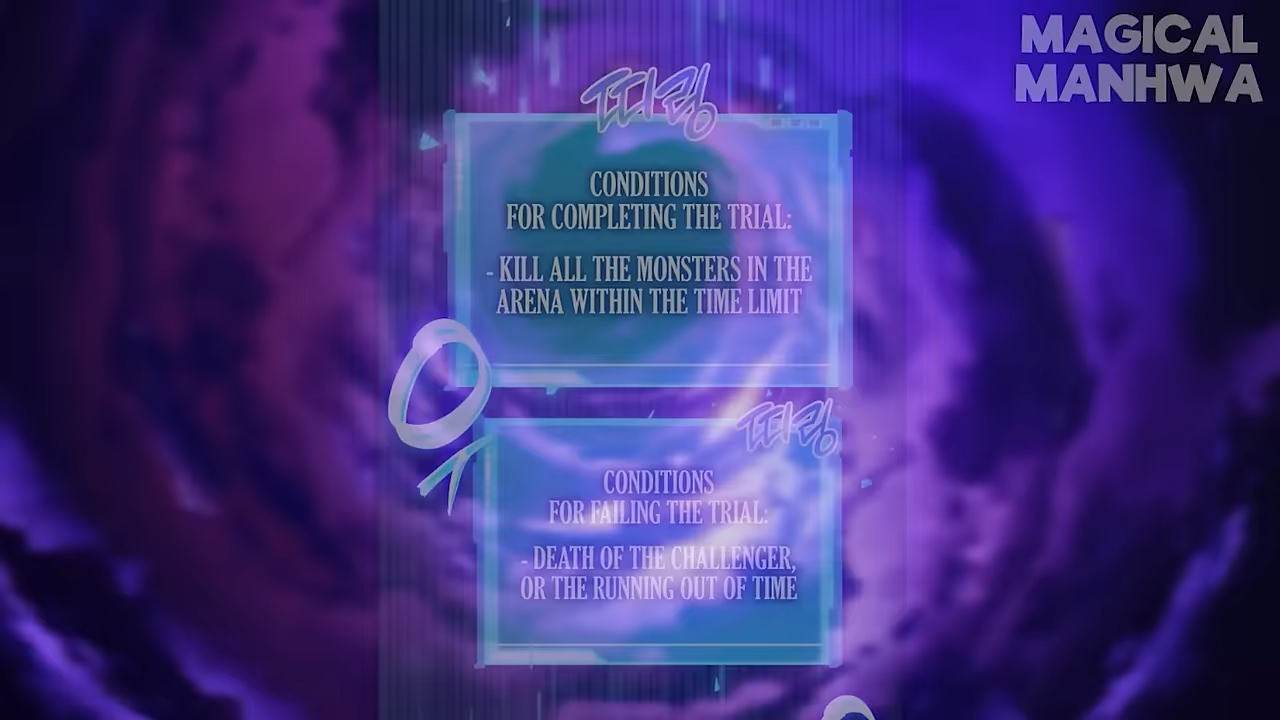 MAGICAL
MANHWA
띠링
CONDITIONS
FOR COMPLETING THE TRIAL:
- KILL ALL THE MONSTERS IN THE
ARENA WITHIN THE TIME LIMIT
띠링
CONDITIONS
FOR FAILING THE TRIAL:
- DEATH OF THE CHALLENGER,
OR THE RUNNING OUT OF TIME